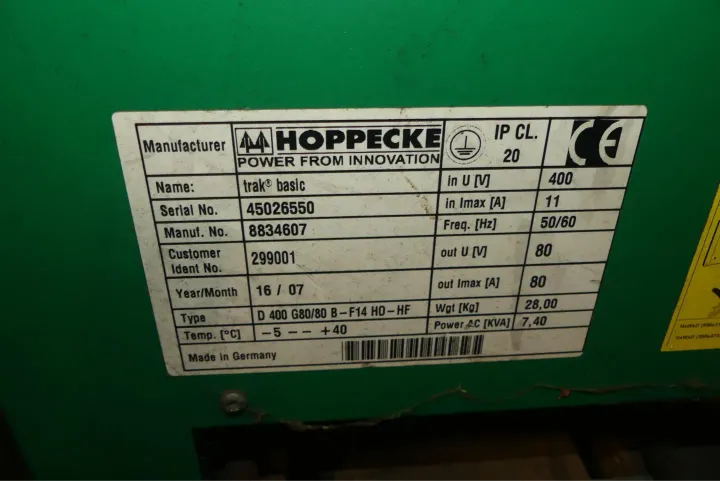 Manufacturer HOPPECKE IP CL. CE
POWER FROM INNOVATION 20
Name: trak® basic in U [V] 400
Serial No. 45026550 in Imax [A] 11
Manuf. No. 8834607 Freq. [Hz] 50/60
Customer
Ident No. 299001 out U [V] 80
Year/Month 16 / 07 out Imax [A] 80
Type D 400 G80/80 B-F14 HO-HF Wgt [Kg] 28,00
Temp. [°C] -5 -- +40 Power AC [KVA] 7,40
Made in Germany